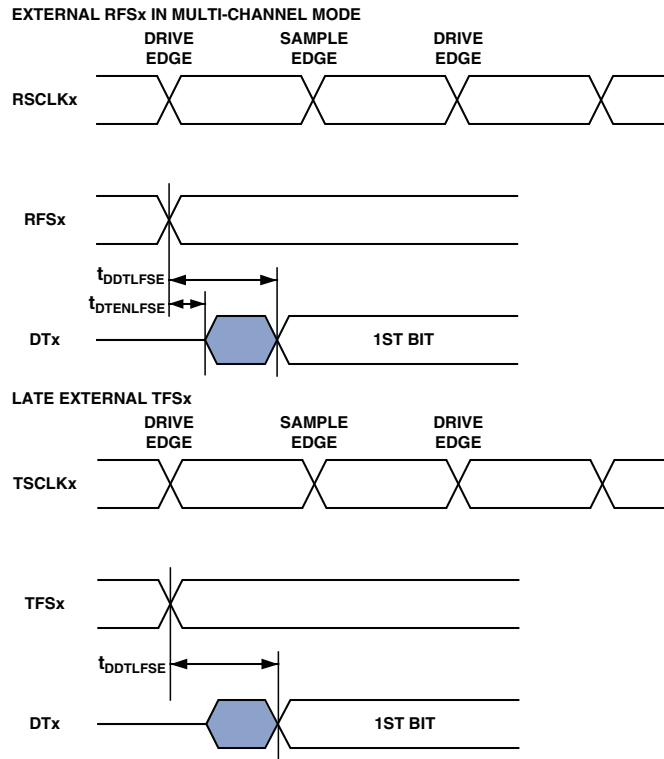 EXTERNAL RFSx IN MULTI-CHANNEL MODE
DRIVE EDGE
SAMPLE EDGE
DRIVE EDGE
RSCLKx
RFSx
tDDTLFSE
tDTENLFSE
DTx
1ST BIT
LATE EXTERNAL TFSx
DRIVE EDGE
SAMPLE EDGE
DRIVE EDGE
TSCLKx
TFSx
tDDTLFSE
DTx
1ST BIT